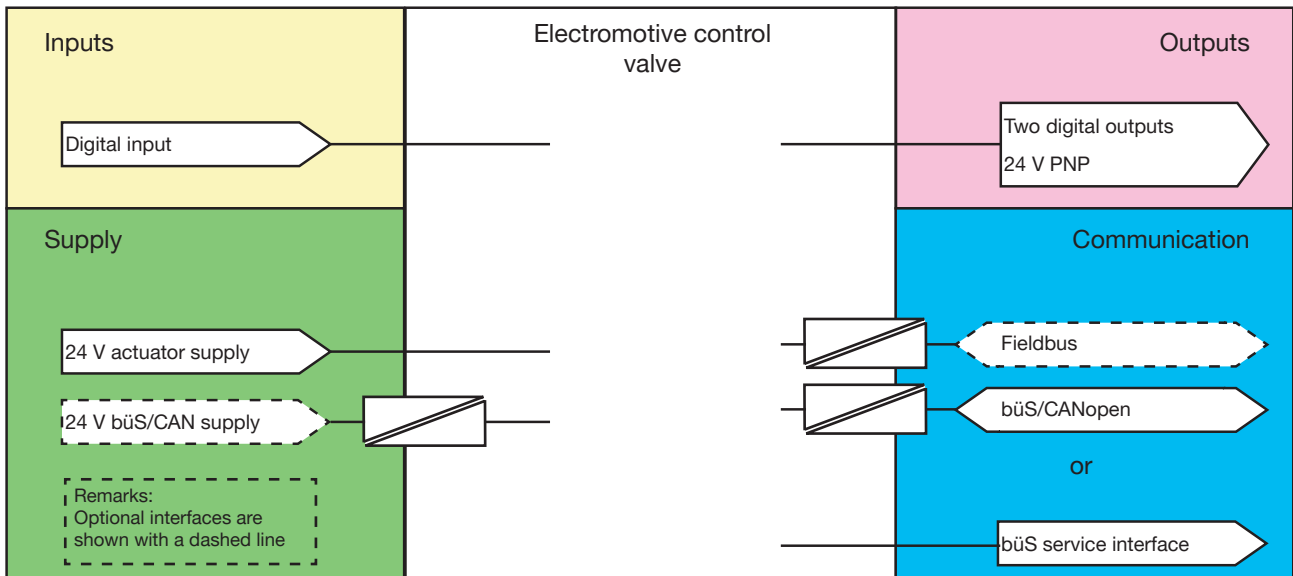 Inputs
Electromotive control
valve
Outputs
Digital input
Two digital outputs
24 V PNP
Supply
Communication
24 V actuator supply
Fieldbus
24 V büS/CAN supply
büS/CANopen
or
Remarks:
Optional interfaces are
shown with a dashed line
büS service interface